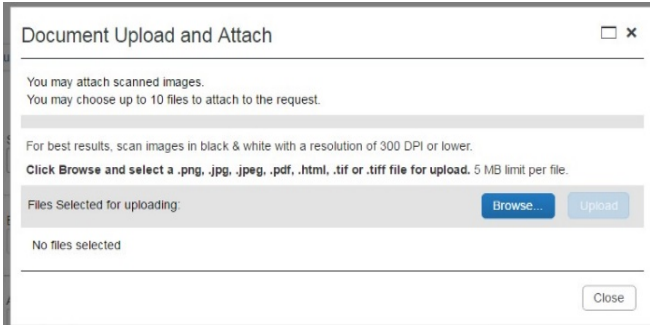 Document Upload and Attach
You may attach scanned images.
You may choose up to 10 files to attach to the request.
For best results, scan images in black & white with a resolution of 300 DPI or lower.
Click Browse and select a .png, .jpg, .jpeg, .pdf, .html, .tif or .tiff file for upload. 5 MB limit per file.
Files Selected for uploading:
Browse...
Upload
No files selected
Close